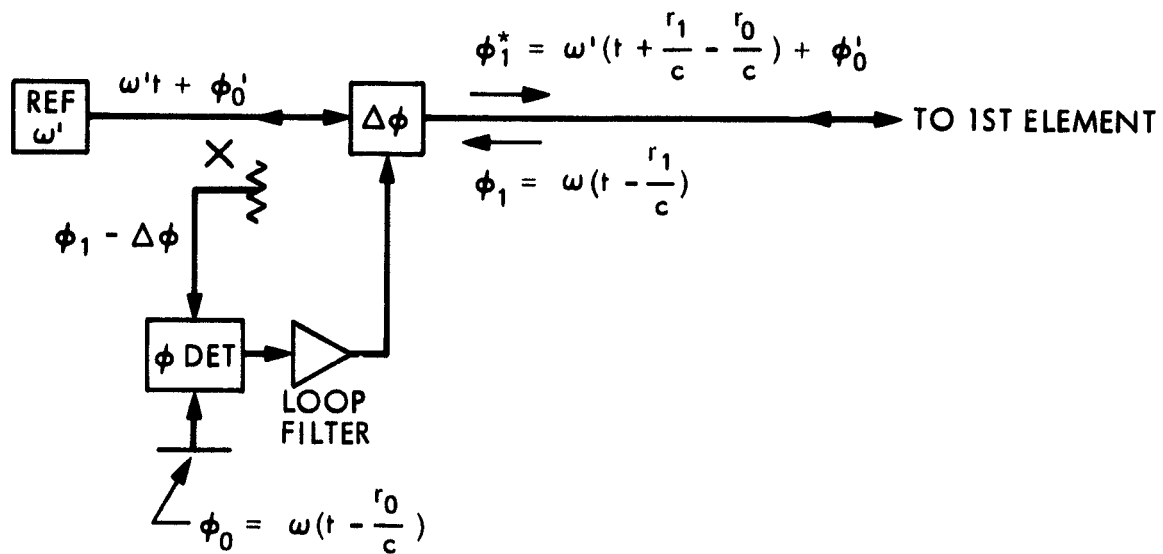 φ₁* = ω'(t + r₁/c - r₀/c) + φ₀'
REF
ω'
ω't + φ₀'
Δφ
TO 1ST ELEMENT
φ₁ = ω(t - r₁/c)
φ₁ - Δφ
φ DET
LOOP
FILTER
φ₀ = ω(t - r₀/c)